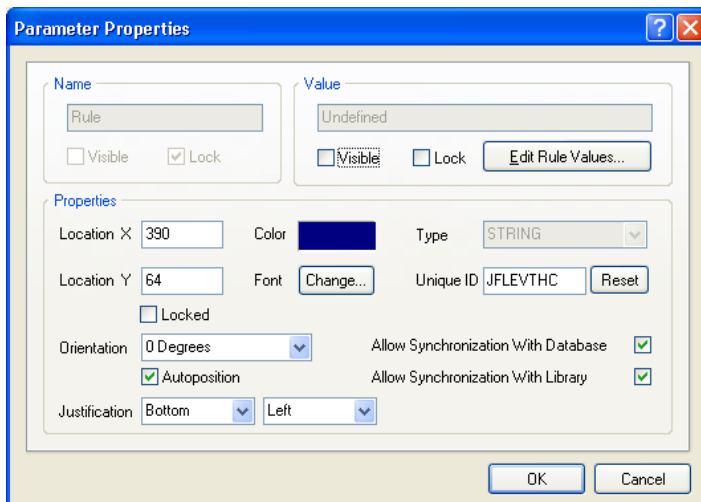 Parameter Properties
Name
Value
Rule
Undefined
Visible Lock
Visible Lock Edit Rule Values...
Properties
Location X 390 Color Type STRING
Location Y 64 Font Change... Unique ID JFLEVTHC Reset
Locked
Orientation 0 Degrees Allow Synchronization With Database
Autoposition Allow Synchronization With Library
Justification Bottom Left
OK Cancel